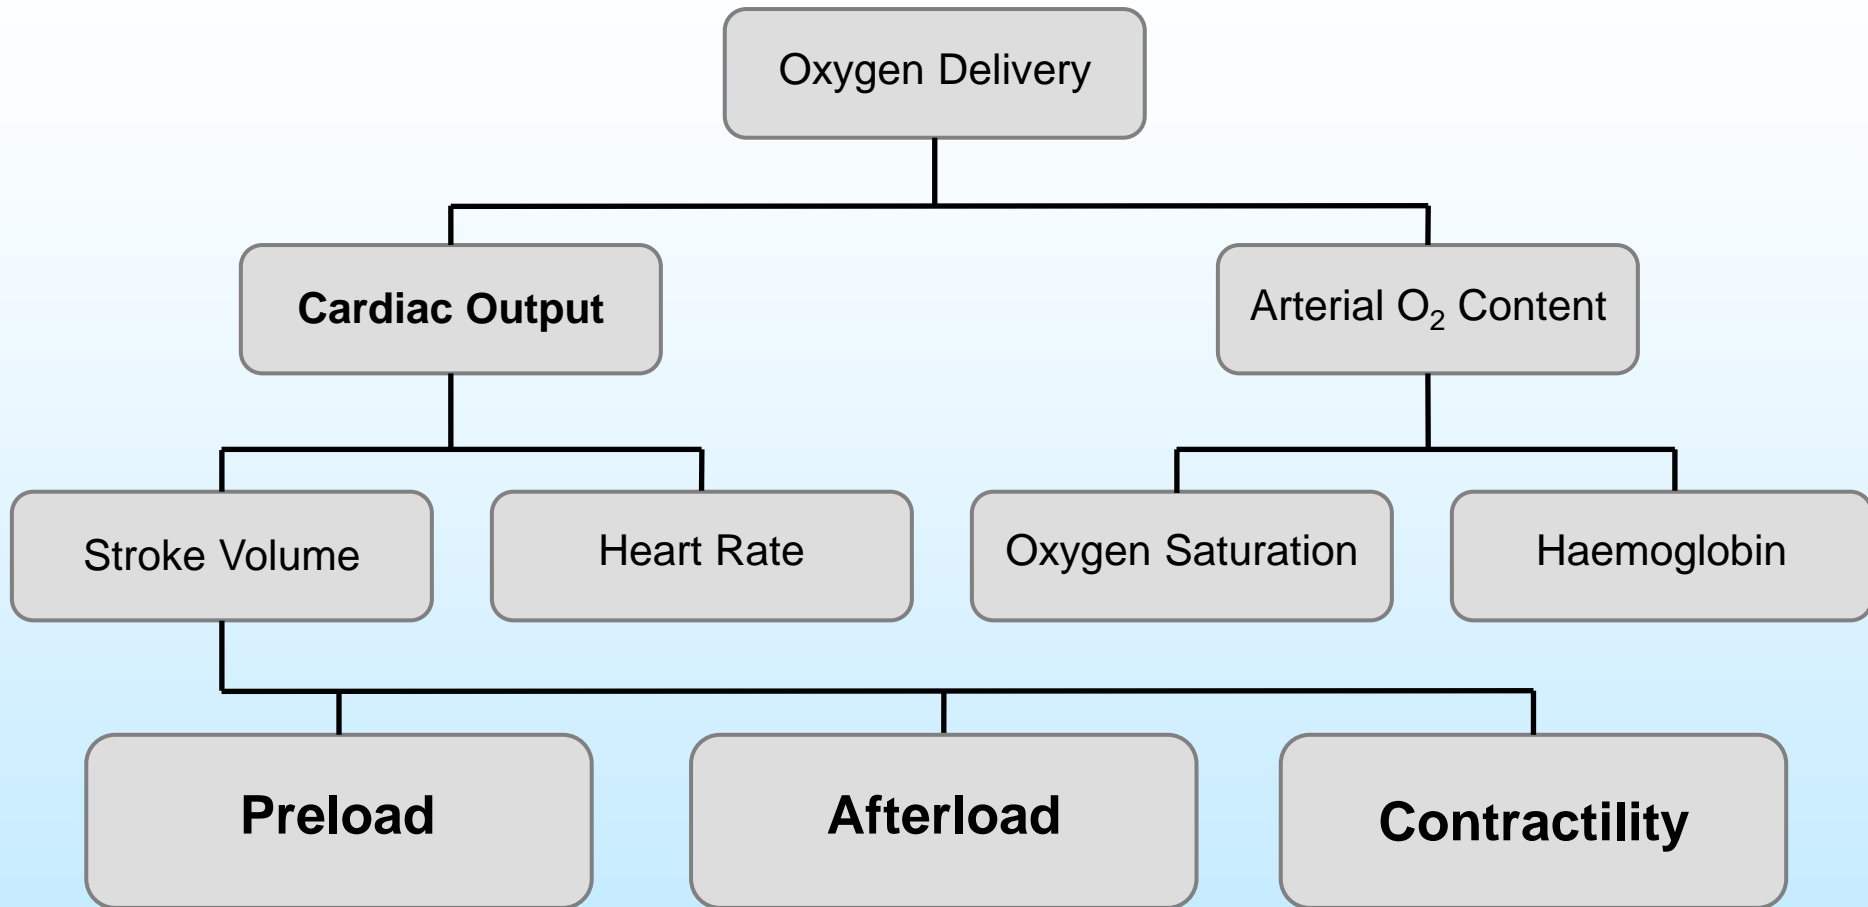 Oxygen Delivery
Cardiac Output
Arterial O₂ Content
Stroke Volume
Heart Rate
Oxygen Saturation
Haemoglobin
Preload
Afterload
Contractility